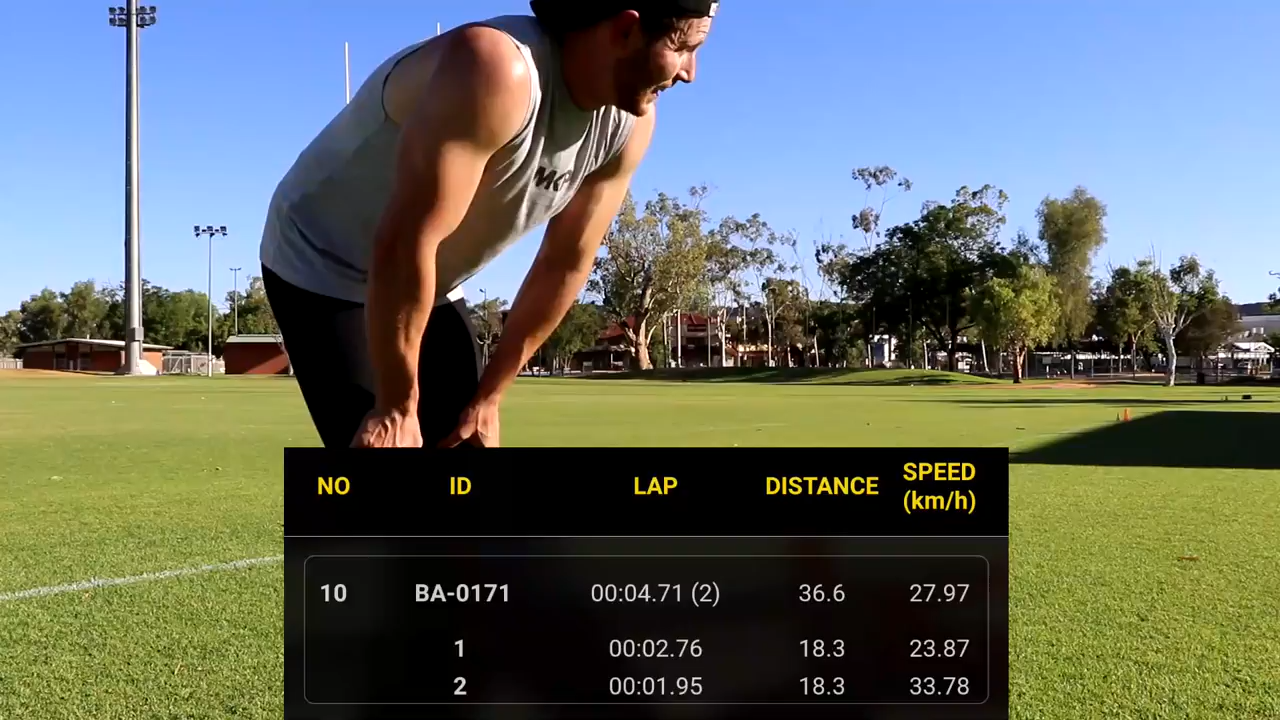 NO ID LAP DISTANCE SPEED (km/h)
10 BA-0171 00:04.71 (2) 36.6 27.97
1 00:02.76 18.3 23.87
2 00:01.95 18.3 33.78